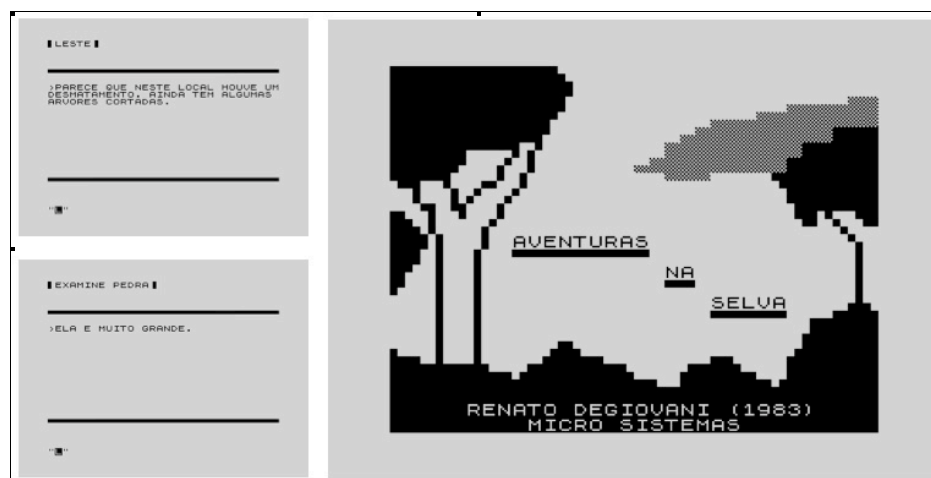 LESTE
>PARECE QUE NESTE LOCAL HOUVE UM
DESMATAMENTO. AINDA TEM ALGUMAS
ARVORES CORTADAS.
""
EXAMINE PEDRA
>ELA E MUITO GRANDE.
""
AVENTURAS
NA
SELVA
RENATO DEGIOVANI (1983)
MICRO SISTEMAS